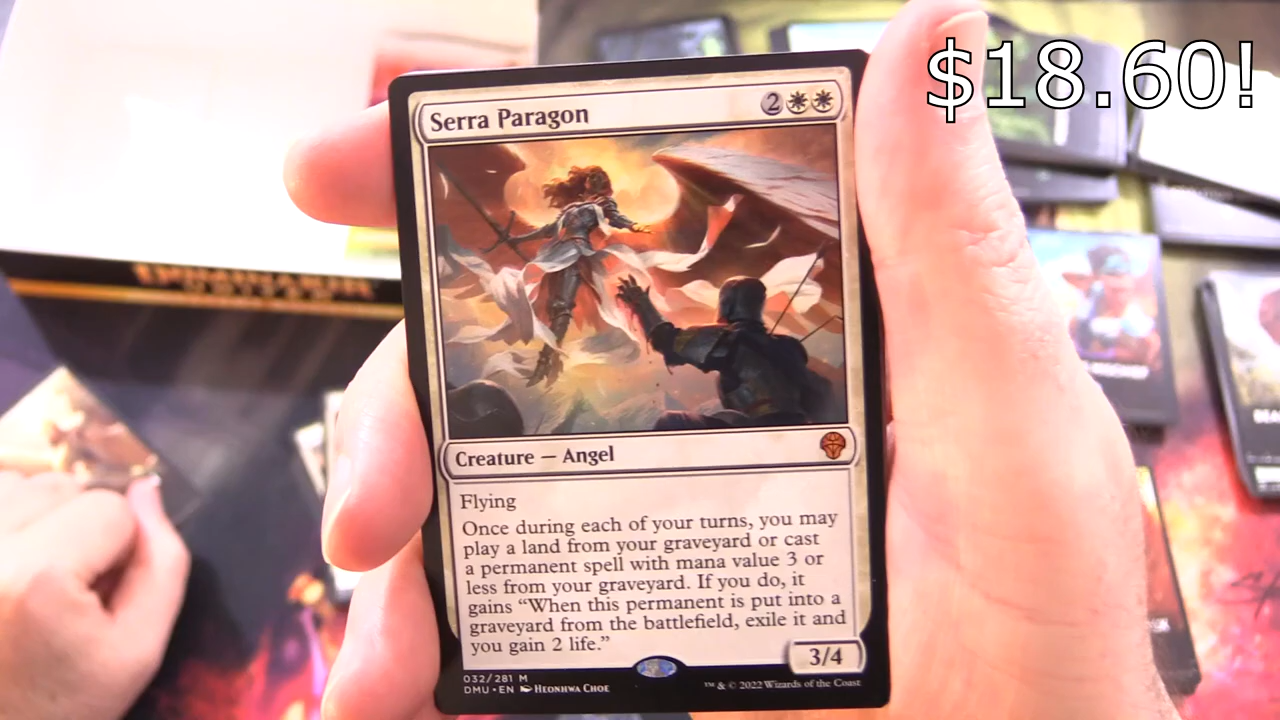 $18.60!
Serra Paragon
2
Creature — Angel
Flying
Once during each of your turns, you may
play a land from your graveyard or cast
a permanent spell with mana value 3 or
less from your graveyard. If you do, it
gains “When this permanent is put into a
graveyard from the battlefield, exile it and
you gain 2 life.”
3/4
032/281 M
DMU • EN Heonhwa Choe
™ & © 2022 Wizards of the Coast